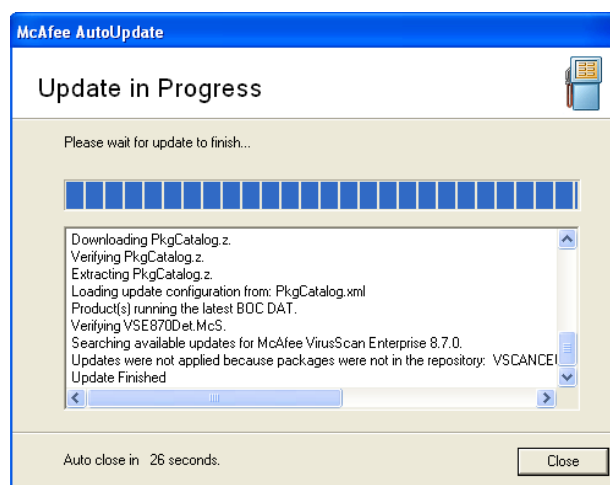 McAfee AutoUpdate
Update in Progress
Please wait for update to finish...
Downloading PkgCatalog.z.
Verifying PkgCatalog.z.
Extracting PkgCatalog.z.
Loading update configuration from: PkgCatalog.xml
Product(s) running the latest BOC DAT.
Verifying VSE870Det.McS.
Searching available updates for McAfee VirusScan Enterprise 8.7.0.
Updates were not applied because packages were not in the repository: VSCANCEU
Update Finished
Auto close in 26 seconds.
Close